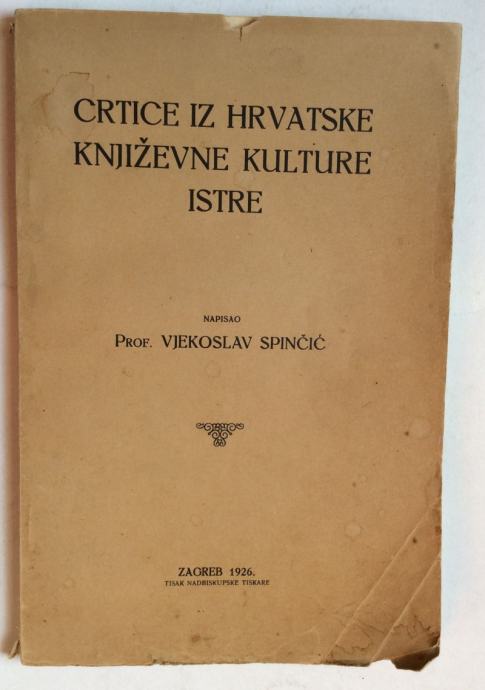 CRTICE IZ HRVATSKE
KNJIŽEVNE KULTURE
ISTRE
NAPISAO
PROF. VJEKOSLAV SPINČIĆ
ZAGREB 1926.
TISAK NADBISKUPSKE TISKARE